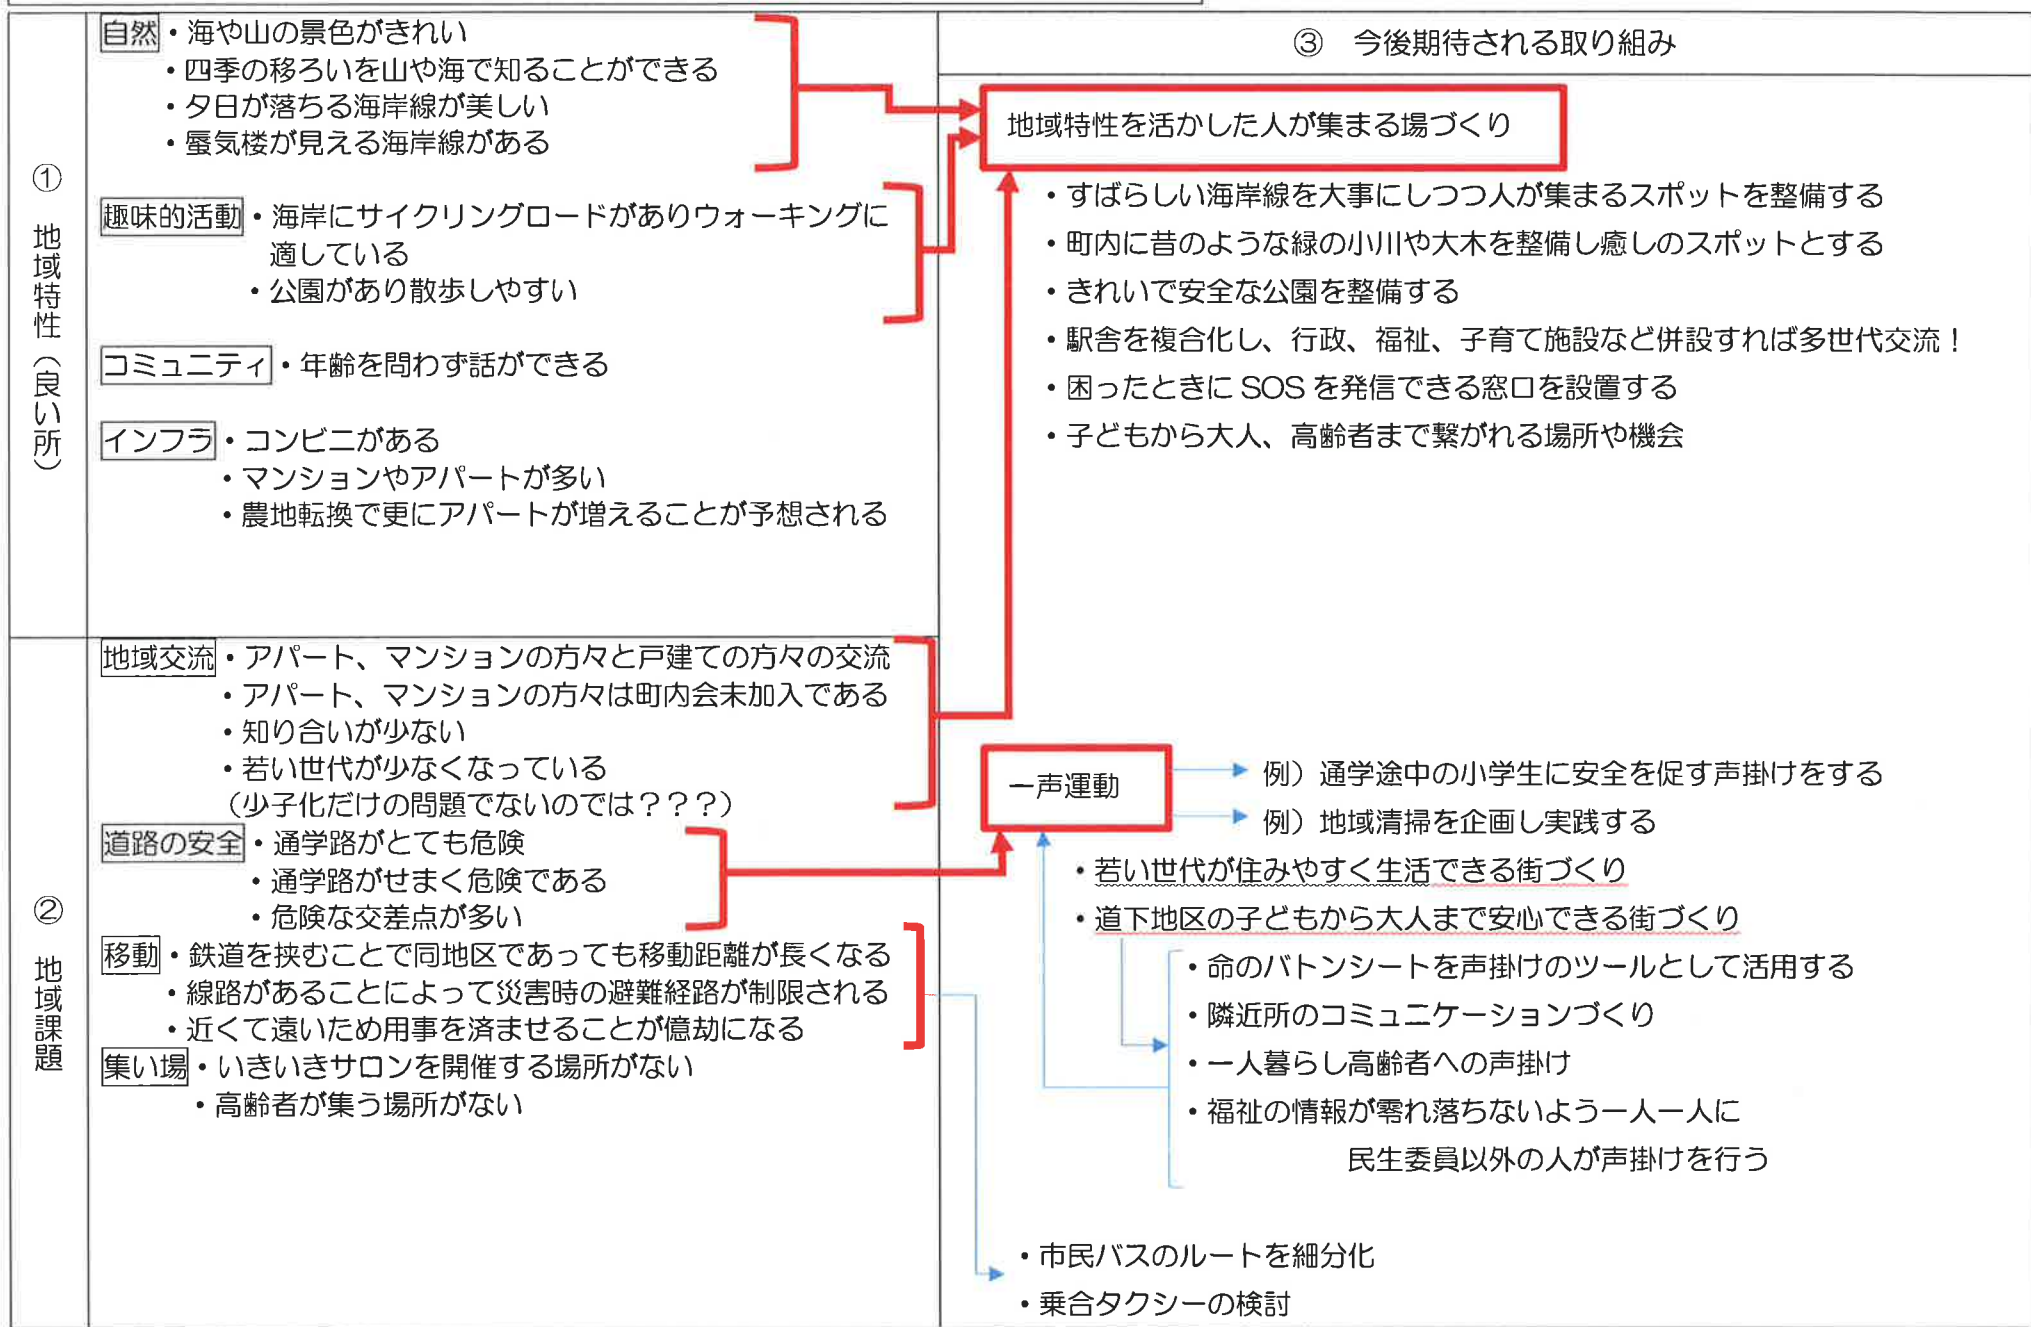 ① 地域特性（良い所）
自然・海や山の景色がきれい
・四季の移ろいを山や海で知ることができる
・夕日が落ちる海岸線が美しい
・蜃気楼が見える海岸線がある
趣味的活動・海岸にサイクリングロードがありウォーキングに
適している
・公園があり散歩しやすい
コミュニティ・年齢を問わず話ができる
インフラ・コンビニがある
・マンションやアパートが多い
・農地転換で更にアパートが増えることが予想される
② 地域課題
地域交流・アパート、マンションの方々と戸建ての方々の交流
・アパート、マンションの方々は町内会未加入である
・知り合いが少ない
・若い世代が少なくなっている
（少子化だけの問題でないのでは？？？）
道路の安全・通学路がとても危険
・通学路がせまく危険である
・危険な交差点が多い
移動・鉄道を挟むことで同地区であっても移動距離が長くなる
・線路があることによって災害時の避難経路が制限される
・近くて遠いため用事を済ませることが億劫になる
集い場・いきいきサロンを開催する場所がない
・高齢者が集う場所がない
③ 今後期待される取り組み
地域特性を活かした人が集まる場づくり
・すばらしい海岸線を大事にしつつ人が集まるスポットを整備する
・町内に昔のような緑の小川や大木を整備し癒しのスポットとする
・きれいで安全な公園を整備する
・駅舎を複合化し、行政、福祉、子育て施設など併設すれば多世代交流！
・困ったときに SOS を発信できる窓口を設置する
・子どもから大人、高齢者まで繋がれる場所や機会
一声運動
例）通学途中の小学生に安全を促す声掛けをする
例）地域清掃を企画し実践する
・若い世代が住みやすく生活できる街づくり
・道下地区の子どもから大人まで安心できる街づくり
・命のバトンシートを声掛けのツールとして活用する
・隣近所のコミュニケーションづくり
・一人暮らし高齢者への声掛け
・福祉の情報が零れ落ちないよう一人一人に
民生委員以外の人が声掛けを行う
・市民バスのルートを細分化
・乗合タクシーの検討